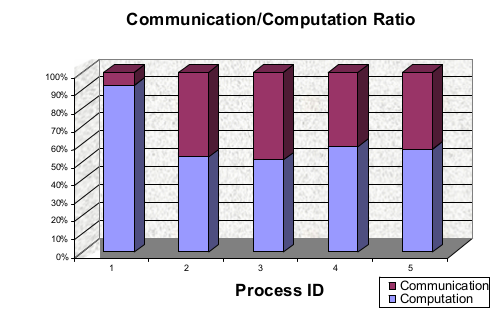 Communication/Computation Ratio
100%
90%
80%
70%
60%
50%
40%
30%
20%
10%
0%
1 2 3 4 5
Process ID
Communication
Computation